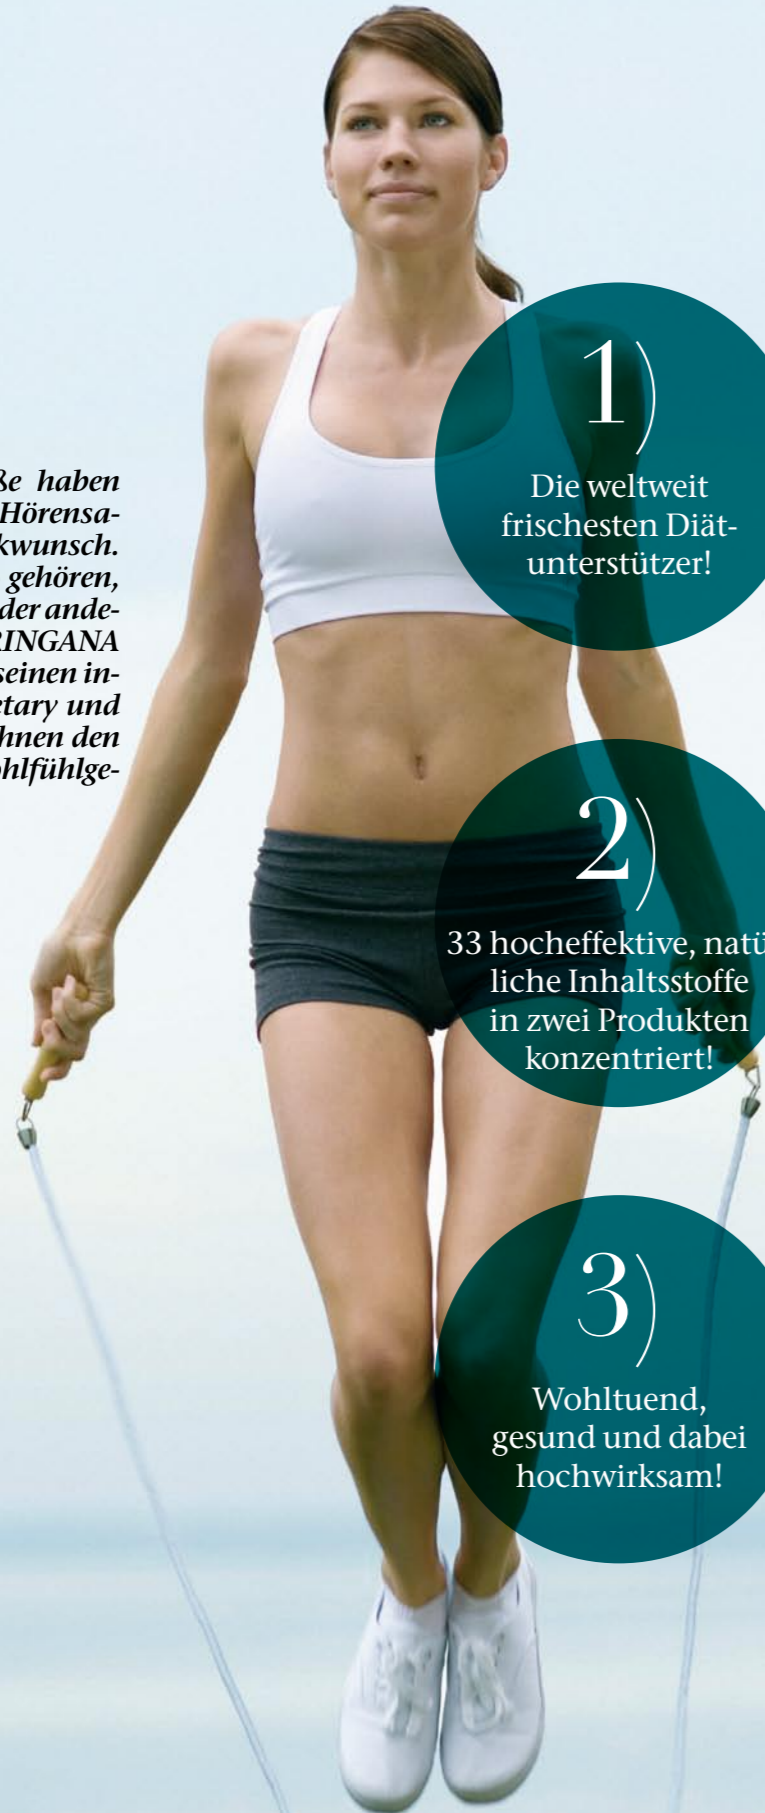 ße haben
Hörensa-
kwunsch.
gehören,
der ande-
RINGANA
seinen in-
etary und
hnen den
ohlfühlge-
1)
Die weltweit
frischesten Diät-
unterstützer!
2)
33 hocheffektive, natü
liche Inhaltsstoffe
in zwei Produkten
konzentriert!
3)
Wohltuend,
gesund und dabei
hochwirksam!